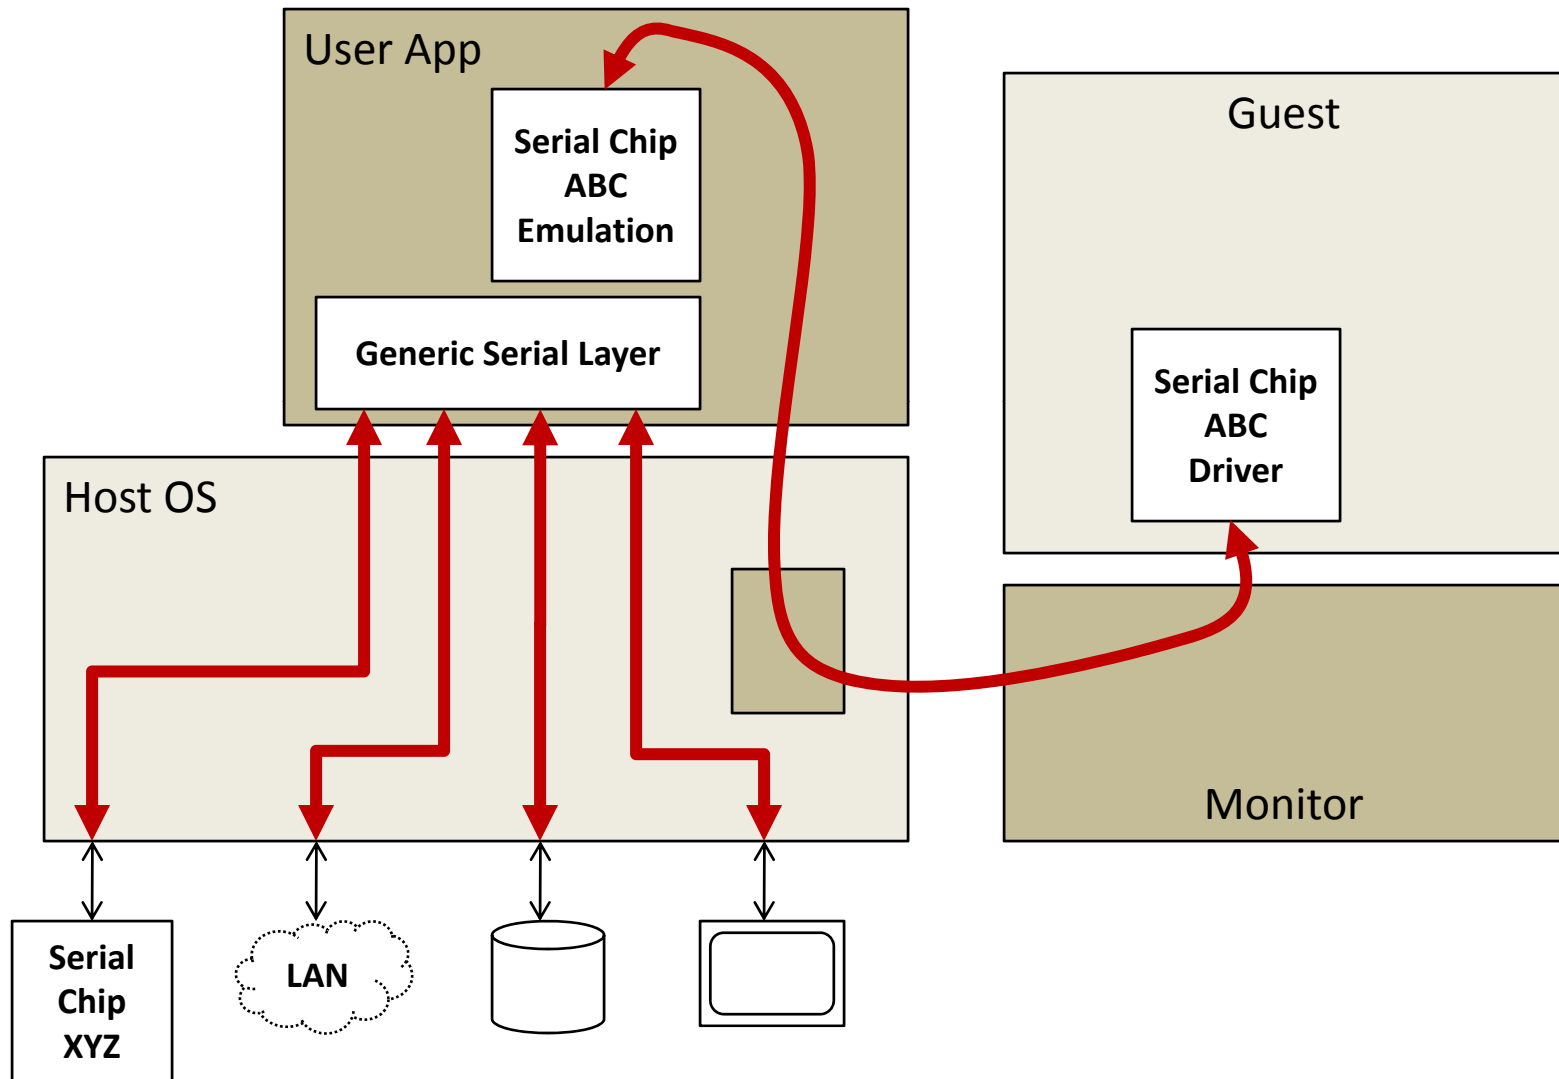 User App
Serial Chip
ABC
Emulation
Generic Serial Layer
Guest
Serial Chip
ABC
Driver
Host OS
Monitor
Serial
Chip
XYZ
LAN